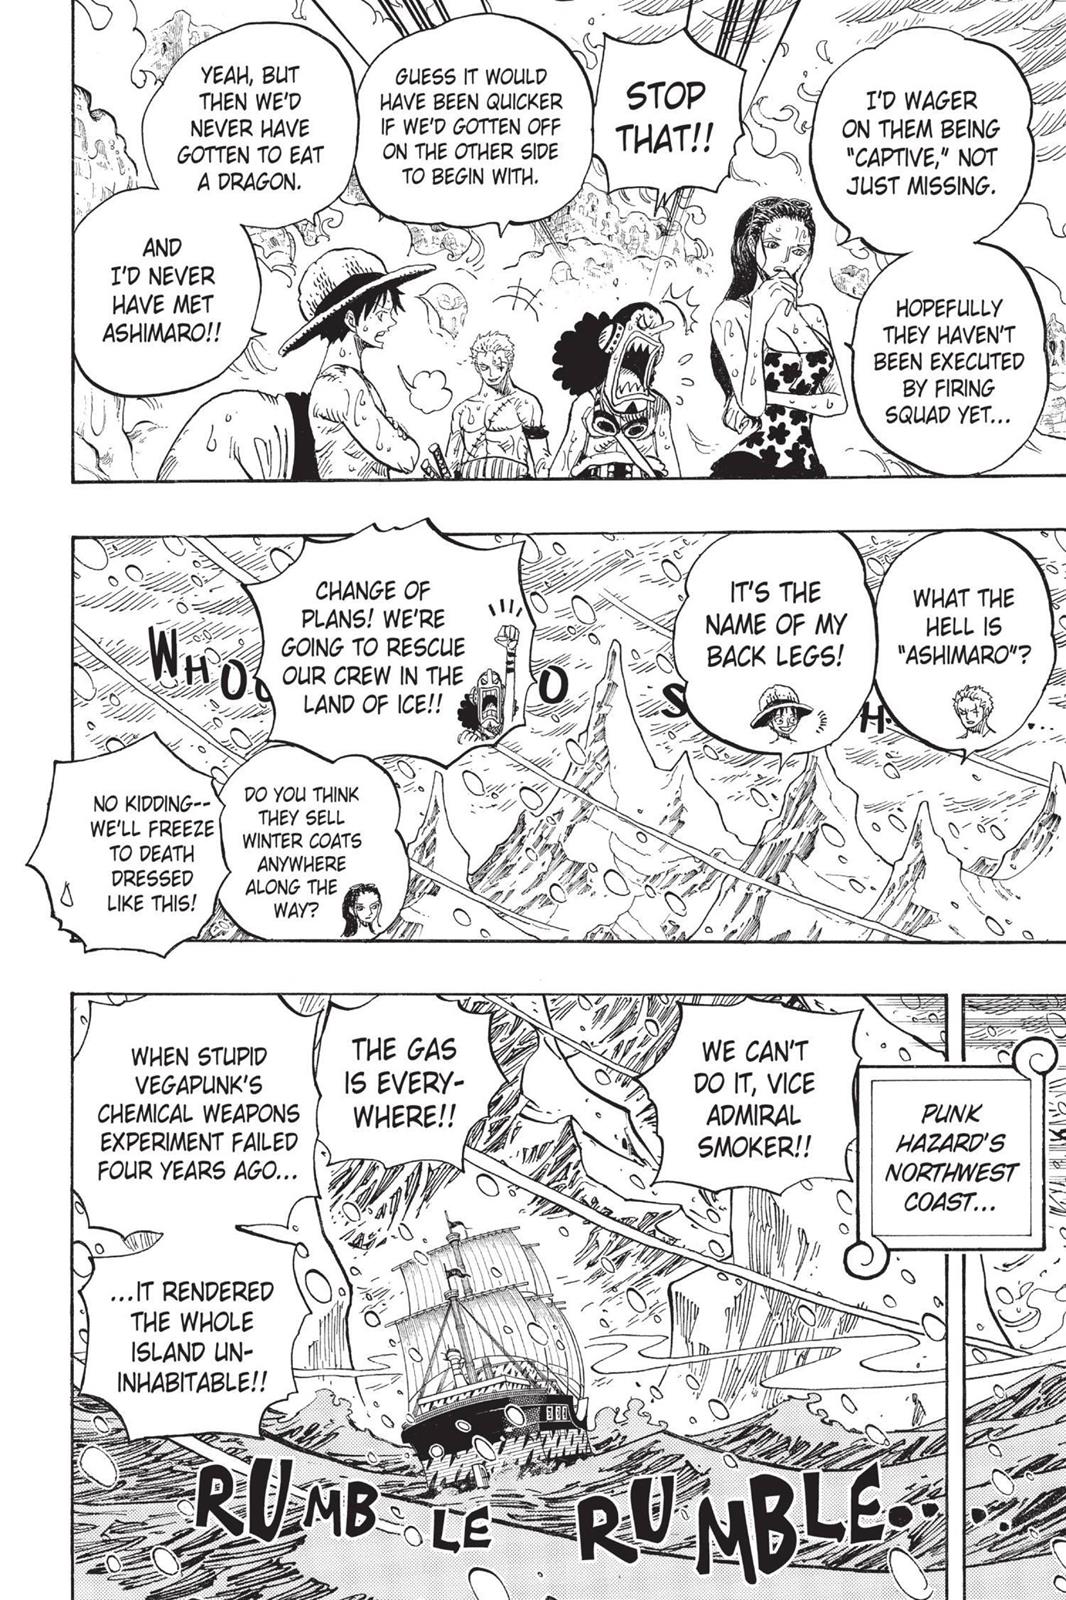 I'D WAGER
ON THEM BEING
"CAPTIVE," NOT
JUST MISSING.
HOPEFULLY
THEY HAVEN'T
BEEN EXECUTED
BY FIRING
SQUAD YET...
STOP
THAT!!
GUESS IT WOULD
HAVE BEEN QUICKER
IF WE'D GOTTEN OFF
ON THE OTHER SIDE
TO BEGIN WITH.
YEAH, BUT
THEN WE'D
NEVER HAVE
GOTTEN TO EAT
A DRAGON.
AND
I'D NEVER
HAVE MET
ASHIMARO!!
WHAT THE
HELL IS
"ASHIMARO"?
...
IT'S THE
NAME OF MY
BACK LEGS!
CHANGE OF
PLANS! WE'RE
GOING TO RESCUE
OUR CREW IN THE
LAND OF ICE!!
WHOOOSH...
DO YOU THINK
THEY SELL
WINTER COATS
ANYWHERE
ALONG THE
WAY?
NO KIDDING--
WE'LL FREEZE
TO DEATH
DRESSED
LIKE THIS!
PUNK
HAZARD'S
NORTHWEST
COAST...
WE CAN'T
DO IT, VICE
ADMIRAL
SMOKER!!
THE GAS
IS EVERY-
WHERE!!
WHEN STUPID
VEGAPUNK'S
CHEMICAL WEAPONS
EXPERIMENT FAILED
FOUR YEARS AGO...
...IT RENDERED
THE WHOLE
ISLAND UN-
INHABITABLE!!
RUMBLE RUMBLE....